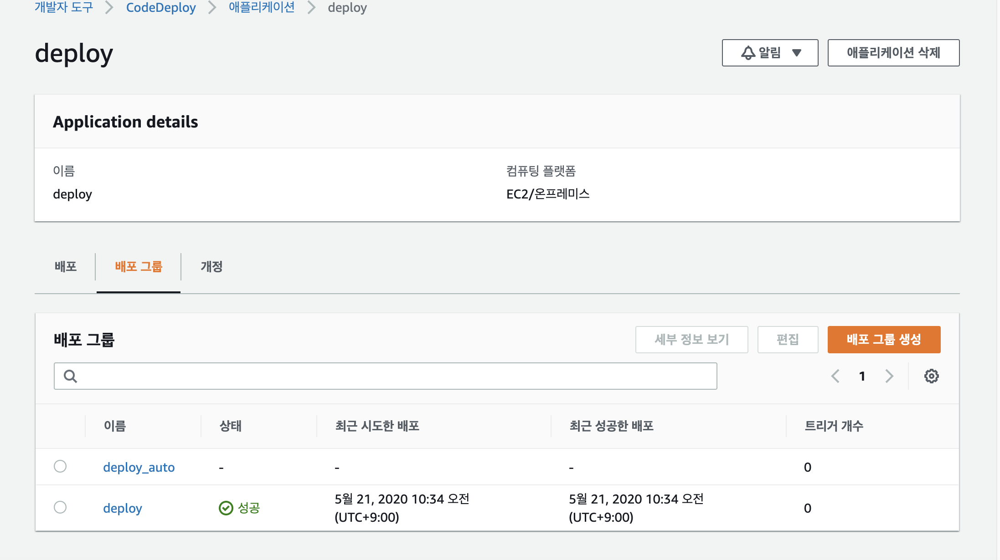 개발자 도구 > CodeDeploy > 애플리케이션 > deploy
deploy
알림 ▼
애플리케이션 삭제
Application details
이름
deploy
컴퓨팅 플랫폼
EC2/온프레미스
배포
배포 그룹
개정
배포 그룹
세부 정보 보기
편집
배포 그룹 생성
1
이름 상태 최근 시도한 배포 최근 성공한 배포 트리거 개수
deploy_auto - - - 0
deploy 성공 5월 21, 2020 10:34 오전 (UTC+9:00) 5월 21, 2020 10:34 오전 (UTC+9:00) 0